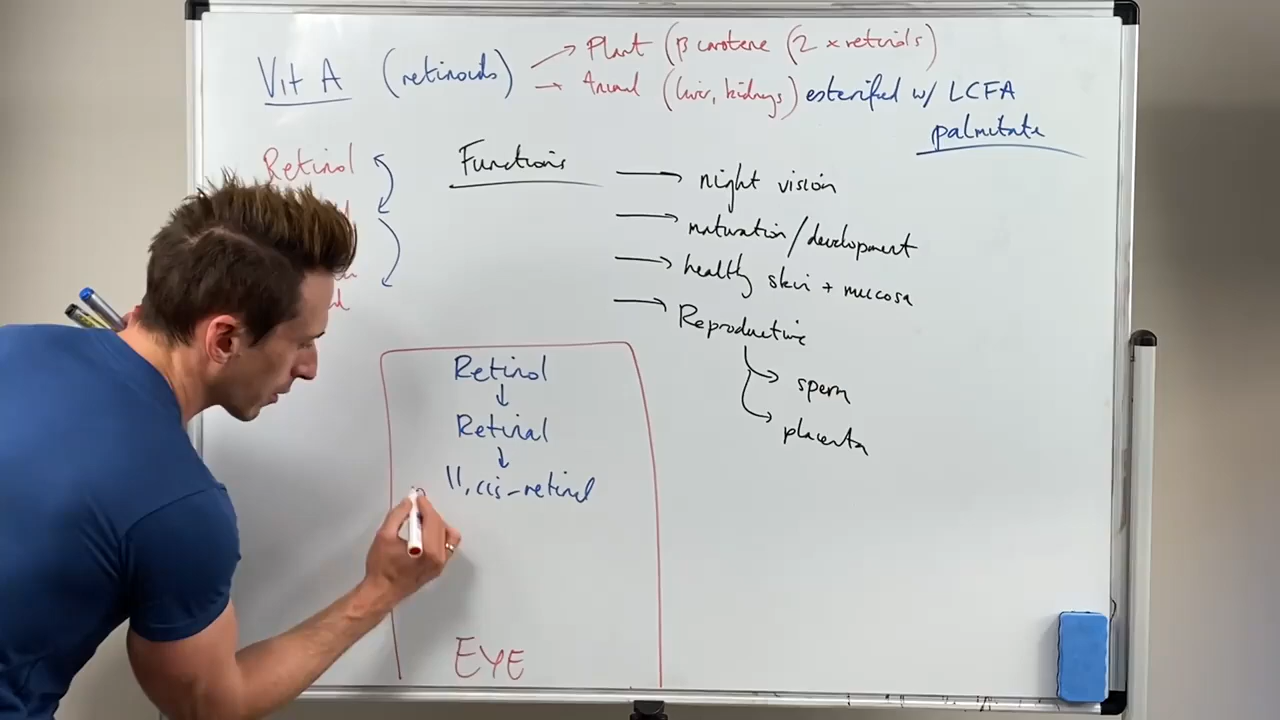 Vit A (retinoids) → Plant (β carotene (2 x retinols)
→ Animal (liver, kidneys) esterified w/ LCFA
palmitate
Retinol
Functions
→ night vision
→ maturation/development
→ healthy skin + mucosa
→ Reproductive
→ sperm
→ placenta
Retinol
↓
Retinal
↓
11, cis-retinal
EYE